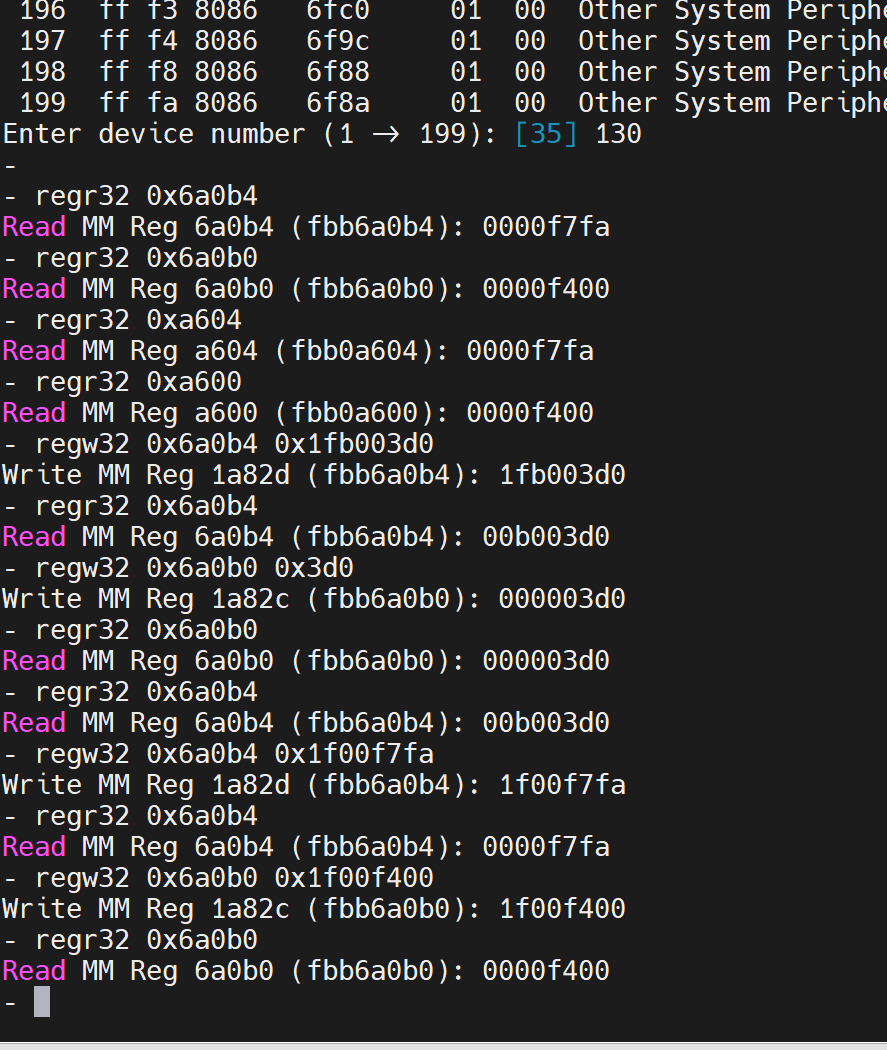 196  ff f3 8086   6fc0     01  00  Other System Periphe
197  ff f4 8086   6f9c     01  00  Other System Periphe
198  ff f8 8086   6f88     01  00  Other System Periphe
199  ff fa 8086   6f8a     01  00  Other System Periphe
Enter device number (1 → 199): [35] 130
-
- regr32 0x6a0b4
Read MM Reg 6a0b4 (fbb6a0b4): 0000f7fa
- regr32 0x6a0b0
Read MM Reg 6a0b0 (fbb6a0b0): 0000f400
- regr32 0xa604
Read MM Reg a604 (fbb0a604): 0000f7fa
- regr32 0xa600
Read MM Reg a600 (fbb0a600): 0000f400
- regw32 0x6a0b4 0x1fb003d0
Write MM Reg 1a82d (fbb6a0b4): 1fb003d0
- regr32 0x6a0b4
Read MM Reg 6a0b4 (fbb6a0b4): 00b003d0
- regw32 0x6a0b0 0x3d0
Write MM Reg 1a82c (fbb6a0b0): 000003d0
- regr32 0x6a0b0
Read MM Reg 6a0b0 (fbb6a0b0): 000003d0
- regr32 0x6a0b4
Read MM Reg 6a0b4 (fbb6a0b4): 00b003d0
- regw32 0x6a0b4 0x1f00f7fa
Write MM Reg 1a82d (fbb6a0b4): 1f00f7fa
- regr32 0x6a0b4
Read MM Reg 6a0b4 (fbb6a0b4): 0000f7fa
- regw32 0x6a0b0 0x1f00f400
Write MM Reg 1a82c (fbb6a0b0): 1f00f400
- regr32 0x6a0b0
Read MM Reg 6a0b0 (fbb6a0b0): 0000f400
-